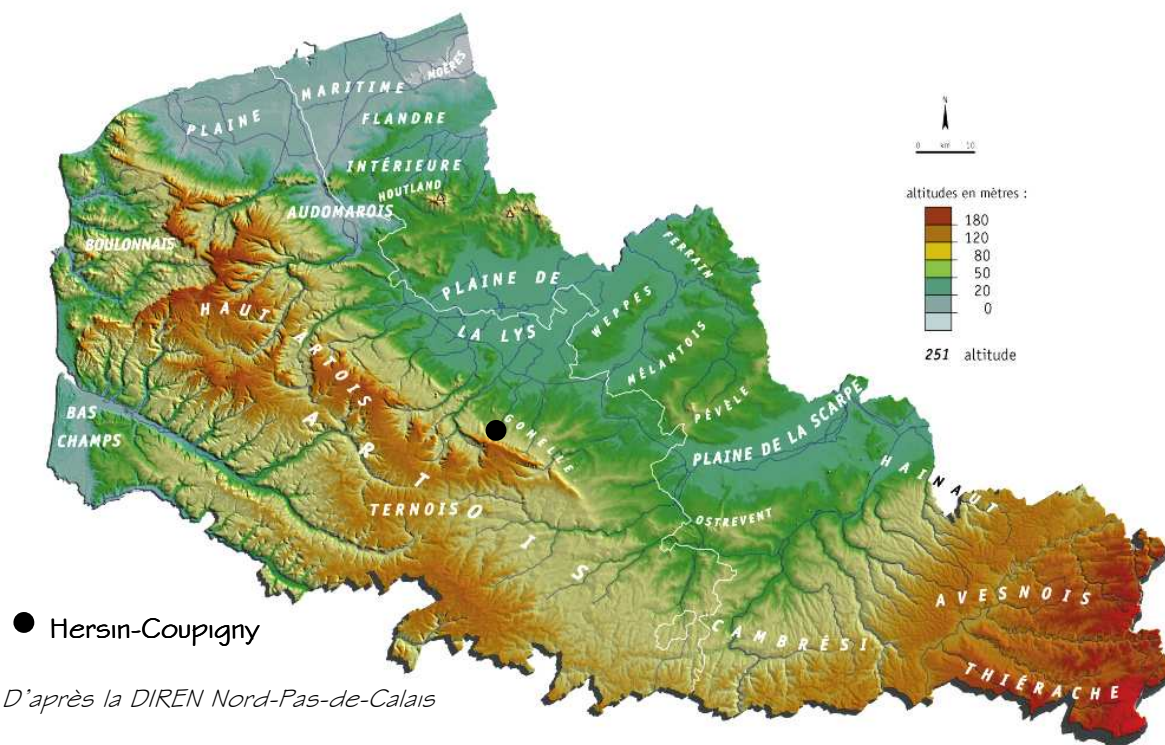 MOËRES
MARITIME
PLAINE
FLANDRE
INTÉRIEURE
HOUTLAND
AUDOMAROIS
BOULONNAIS
FERRAIN
PLAINE DE
LA LYS
WEPPES
HAUT ARTOIS
MÉLANTOIS
PÉVÈLE
BAS
CHAMPS
GOHELLE
ARTOIS
PLAINE DE LA SCARPE
HAINAUT
TERNOIS
OSTREVENT
AVESNOIS
CAMBRÉSI
THIÉRACHE
N
0 km 10
altitudes en mètres :
180
120
80
50
20
0
251 altitude
Hersin-Coupigny
D'après la DIREN Nord-Pas-de-Calais